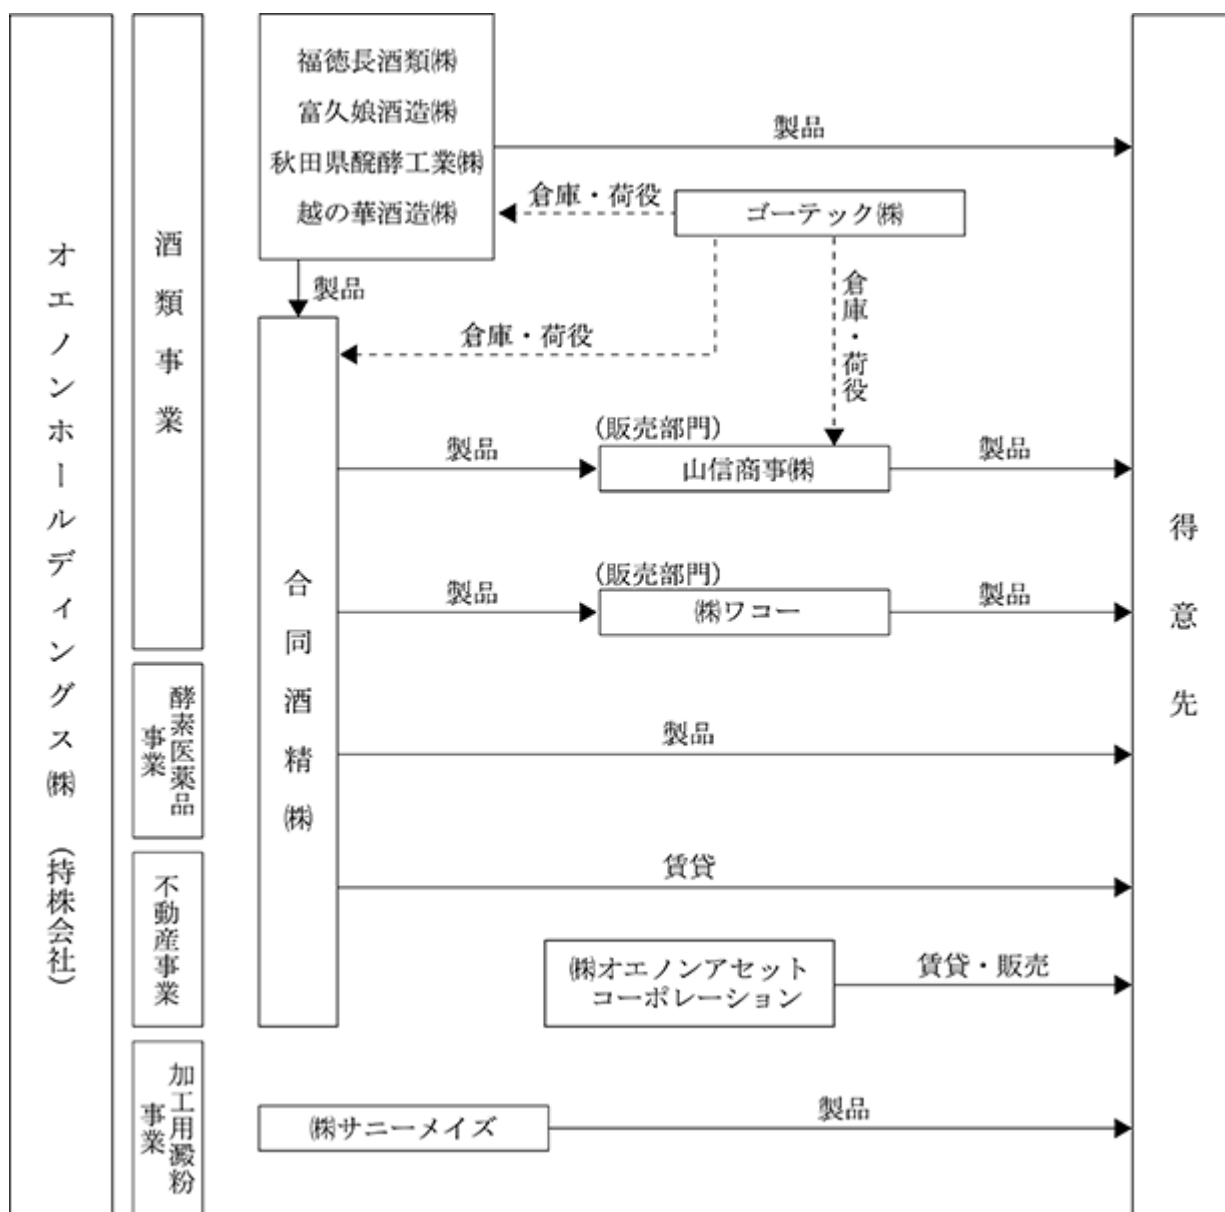 オエノンホールディングス㈱（持株会社）
酒類事業
酵素医薬品
事業
不動産事業
加工用澱粉
事業
福徳長酒類㈱
富久娘酒造㈱
秋田県醗酵工業㈱
越の華酒造㈱
製品
倉庫・荷役
ゴーテック㈱
製品
倉庫・荷役
倉庫・荷役
合同酒精㈱
製品
(販売部門)
山信商事㈱
製品
製品
(販売部門)
㈱ワコー
製品
製品
賃貸
㈱オエノンアセット
コーポレーション
賃貸・販売
㈱サニーメイズ
製品
得意先